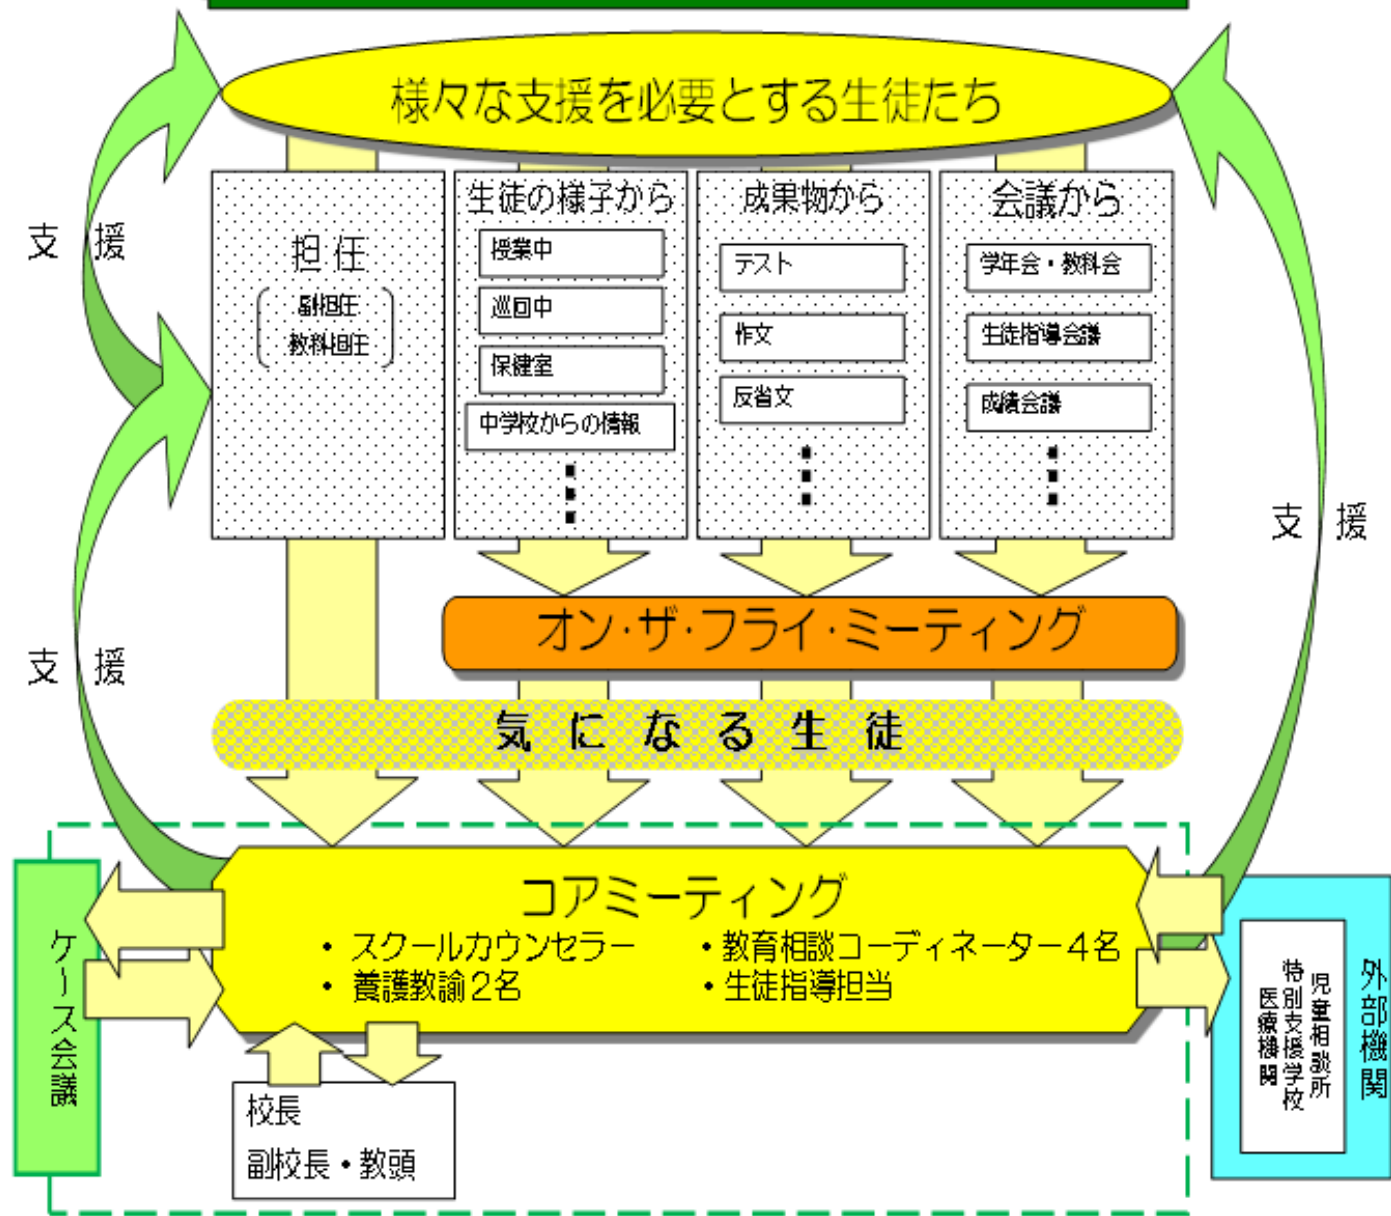 様々な支援を必要とする生徒たち
支援
担任
副担任
教科担任
生徒の様子から
授業中
巡回中
保健室
中学校からの情報
成果物から
テスト
作文
反省文
会議から
学年会・教科会
生徒指導会議
成績会議
支援
オン・ザ・フライ・ミーティング
支援
気になる生徒
コアミーティング
・スクールカウンセラー
・教育相談コーディネーター4名
・養護教諭2名
・生徒指導担当
ケース会議
校長
副校長・教頭
外部機関
児童相談所
特別支援学校
医療機関